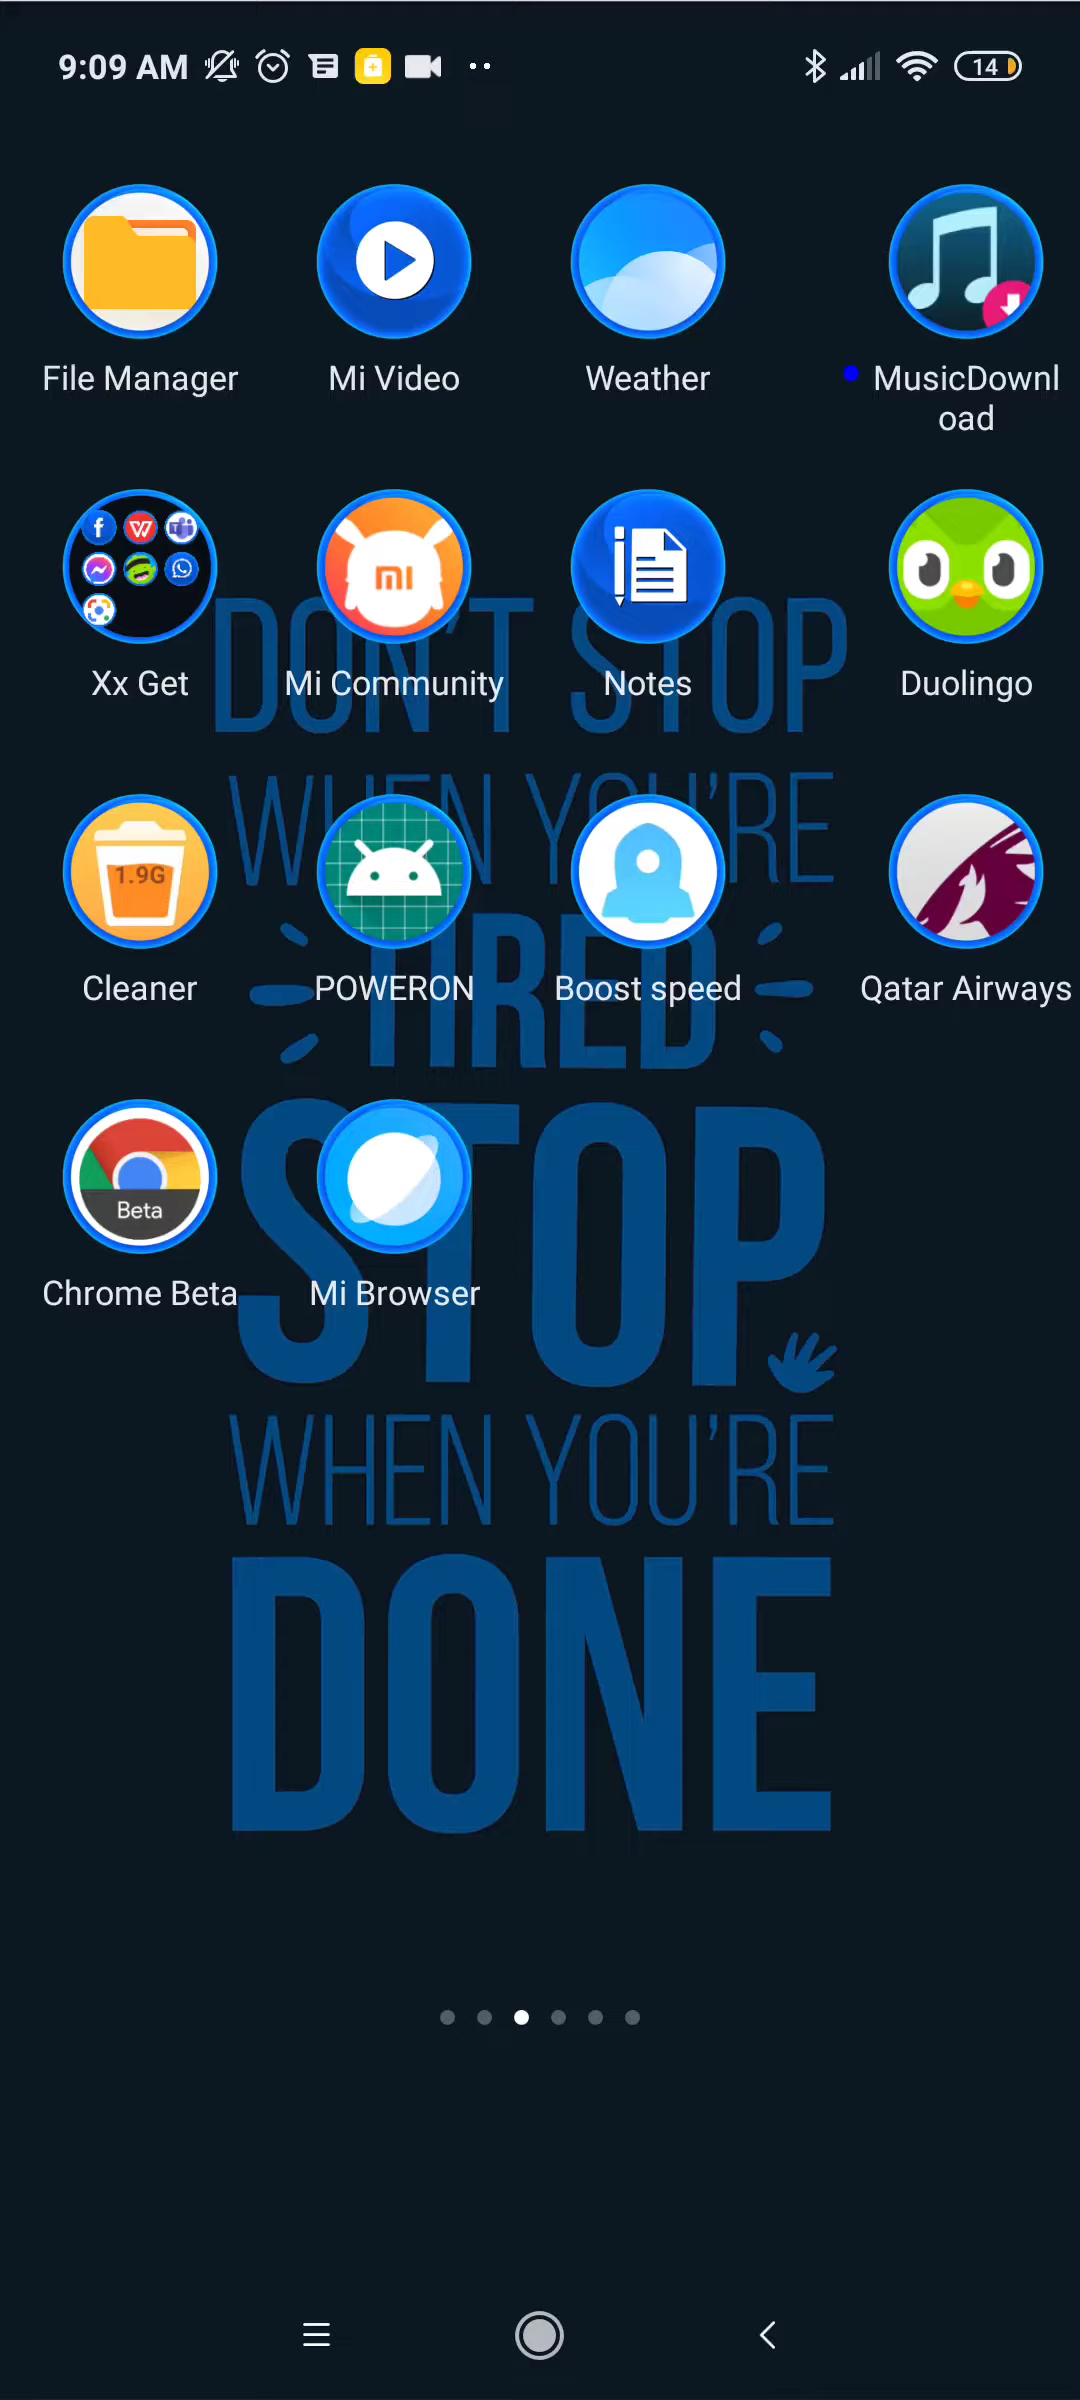 9:09 AM 14
File Manager Mi Video Weather MusicDownl
oad
Xx Get Mi Community Notes Duolingo
DON'T STOP
WHEN YOU'RE
1.9G
Cleaner POWERON Boost speed Qatar Airways
TIRED
STOP
Beta
Chrome Beta Mi Browser
WHEN YOU'RE
DONE